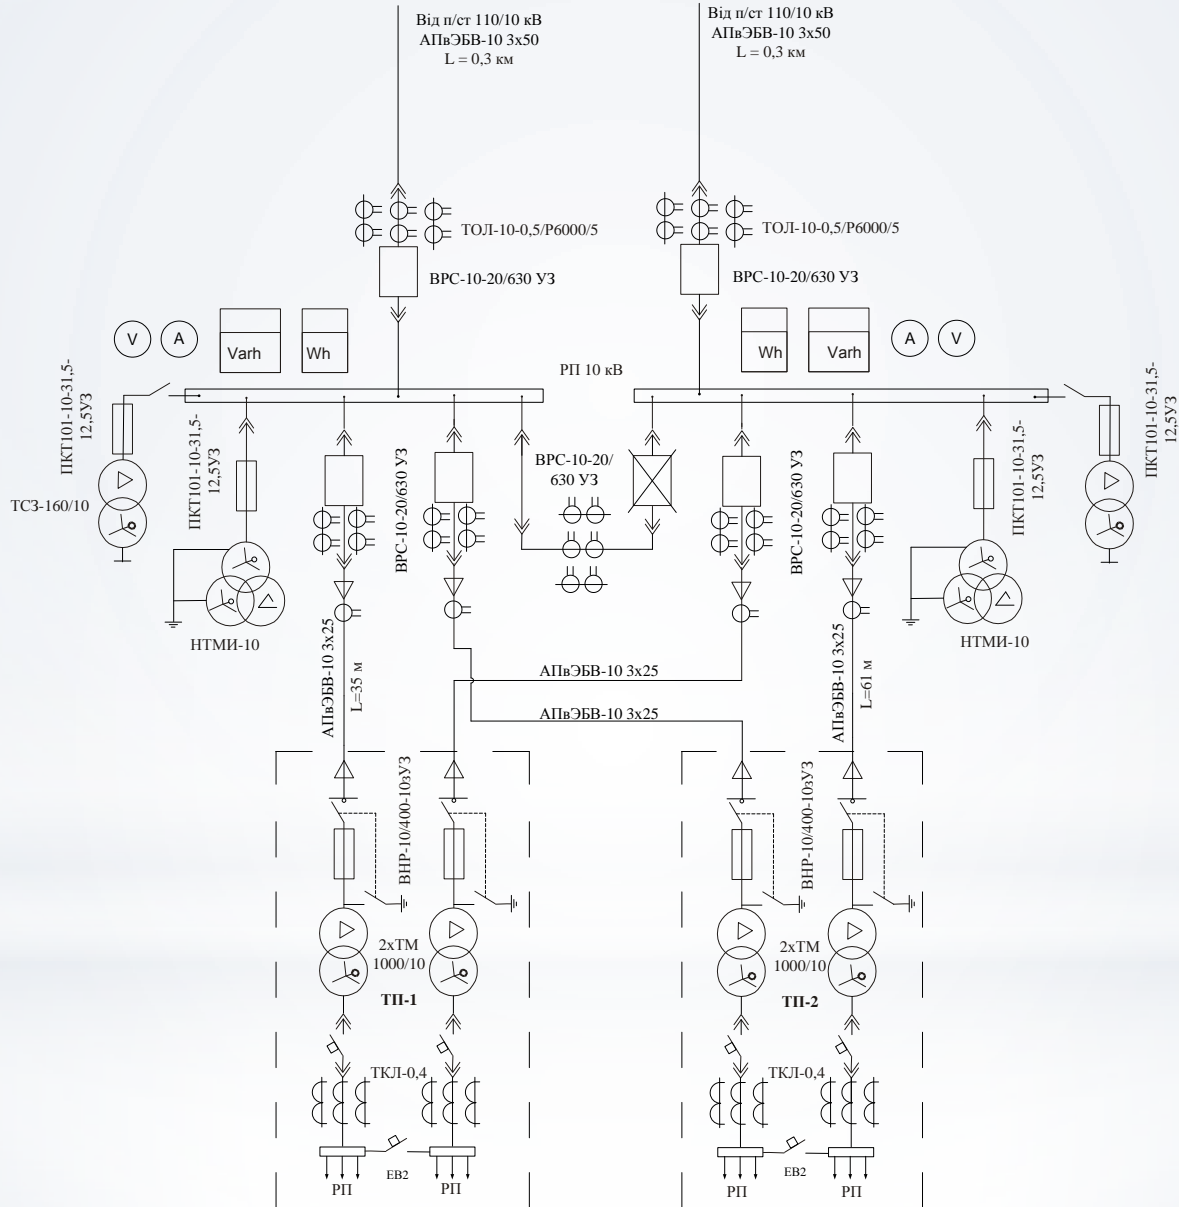 Від п/ст 110/10 кВ
АПвЭБВ-10 3х50
L = 0,3 км
Від п/ст 110/10 кВ
АПвЭБВ-10 3х50
L = 0,3 км
ТОЛ-10-0,5/Р6000/5
ТОЛ-10-0,5/Р6000/5
ВРС-10-20/630 УЗ
ВРС-10-20/630 УЗ
V
A
Varh
Wh
Wh
Varh
A
V
РП 10 кВ
ПКТ101-10-31,5-
12,5УЗ
ТСЗ-160/10
ПКТ101-10-31,5-
12,5УЗ
НТМИ-10
ВРС-10-20/630 УЗ
ВРС-10-20/
630 УЗ
ВРС-10-20/630 УЗ
ПКТ101-10-31,5-
12,5УЗ
НТМИ-10
ПКТ101-10-31,5-
12,5УЗ
АПвЭБВ-10 3х25
L=35 м
АПвЭБВ-10 3х25
АПвЭБВ-10 3х25
АПвЭБВ-10 3х25
L=61 м
ВНР-10/400-10зУЗ
ВНР-10/400-10зУЗ
2хТМ
1000/10
ТП-1
2хТМ
1000/10
ТП-2
ТКЛ-0,4
ТКЛ-0,4
ЕВ2
ЕВ2
РП
РП
РП
РП